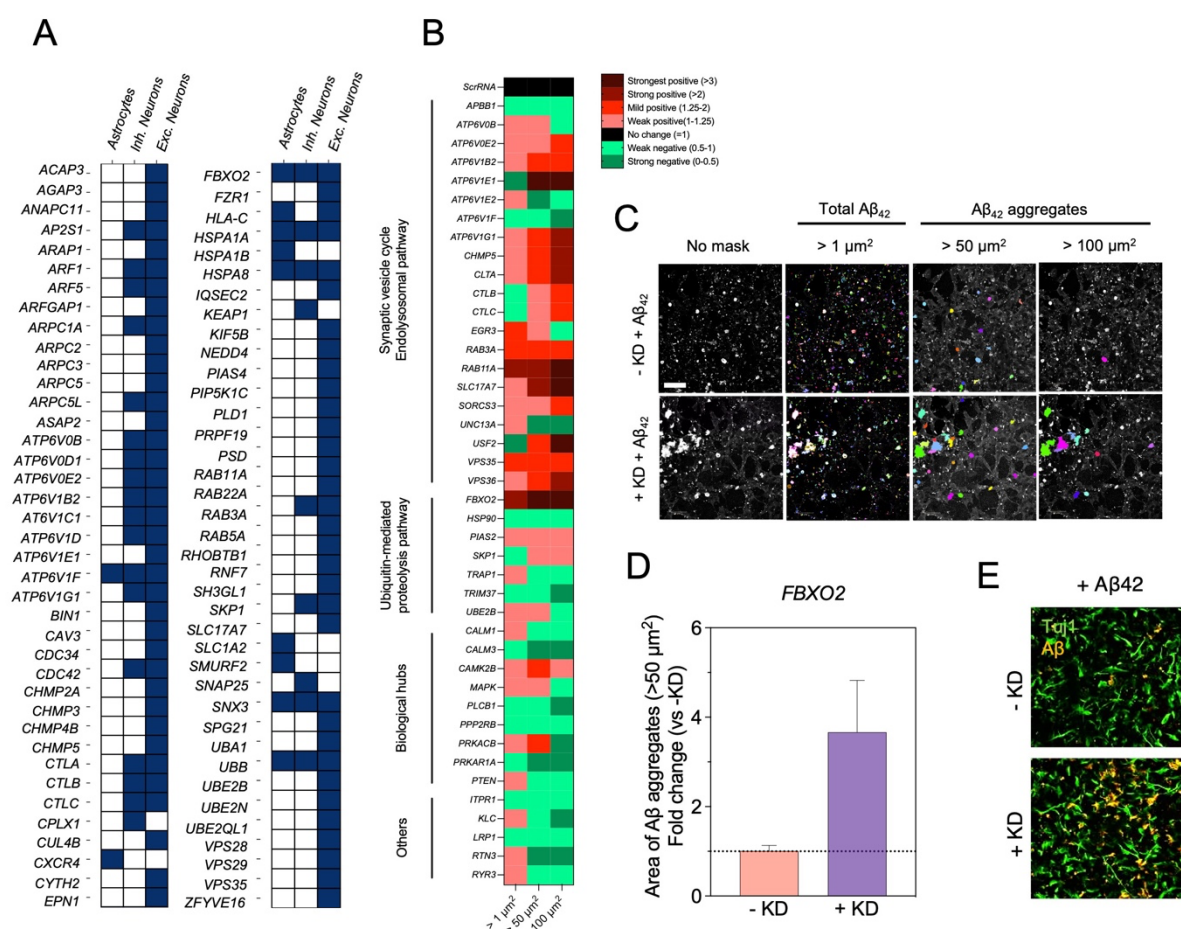 A
Astrocytes
Inh. Neurons
Exc. Neurons
ACAP3
AGAP3
ANAPC11
AP2S1
ARAP1
ARF1
ARF5
ARFGAP1
ARPC1A
ARPC2
ARPC3
ARPC5
ARPC5L
ASAP2
ATP6V0B
ATP6V0D1
ATP6V0E2
ATP6V1B2
AT6V1C1
ATP6V1D
ATP6V1E1
ATP6V1F
ATP6V1G1
BIN1
CAV3
CDC34
CDC42
CHMP2A
CHMP3
CHMP4B
CHMP5
CTLA
CTLB
CTLC
CPLX1
CUL4B
CXCR4
CYTH2
EPN1
Astrocytes
Inh. Neurons
Exc. Neurons
FBXO2
FZR1
HLA-C
HSPA1A
HSPA1B
HSPA8
IQSEC2
KEAP1
KIF5B
NEDD4
PIAS4
PIP5K1C
PLD1
PRPF19
PSD
RAB11A
RAB22A
RAB3A
RAB5A
RHOBTB1
RNF7
SH3GL1
SKP1
SLC17A7
SLC1A2
SMURF2
SNAP25
SNX3
SPG21
UBA1
UBB
UBE2B
UBE2N
UBE2QL1
VPS28
VPS29
VPS35
ZFYVE16
B
Synaptic vesicle cycle
Endolyosomal pathway
Ubiquitin-mediated
proteolysis pathway
Biological hubs
Others
ScrRNA
APBB1
ATP6V0B
ATP6V0E2
ATP6V1B2
ATP6V1E1
ATP6V1E2
ATP6V1F
ATP6V1G1
CHMP5
CLTA
CTLB
CTLC
EGR3
RAB3A
RAB11A
SLC17A7
SORCS3
UNC13A
USF2
VPS35
VPS36
FBXO2
HSP90
PIAS2
SKP1
TRAP1
TRIM37
UBE2B
CALM1
CALM3
CAMK2B
MAPK
PLCB1
PPP2RB
PRKACB
PRKAR1A
PTEN
ITPR1
KLC
LRP1
RTN3
RYR3
> 1 µm²
> 50 µm²
100 µm²
Strongest positive (>3)
Strong positive (>2)
Mild positive (1.25-2)
Weak positive(1-1.25)
No change (=1)
Weak negative (0.5-1)
Strong negative (0-0.5)
C
Total Aβ₄₂
Aβ₄₂ aggregates
No mask
> 1 µm²
> 50 µm²
> 100 µm²
- KD + Aβ₄₂
+ KD + Aβ₄₂
D
FBXO2
Area of Aβ aggregates (>50 µm²)
Fold change (vs -KD)
6
4
2
0
- KD
+ KD
E
+ Aβ42
Tuj1
Aβ
- KD
+ KD